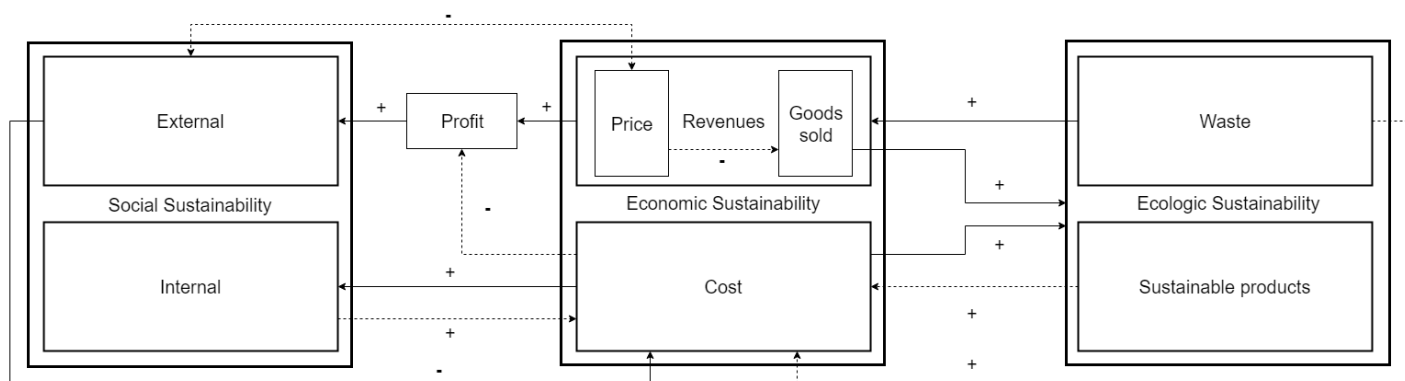 -
External
+
Profit
+
Price
Revenues
-
Goods
sold
+
Waste
Social Sustainability
-
Economic Sustainability
+
Ecologic Sustainability
+
Internal
+
+
Cost
Sustainable products
+
-
+